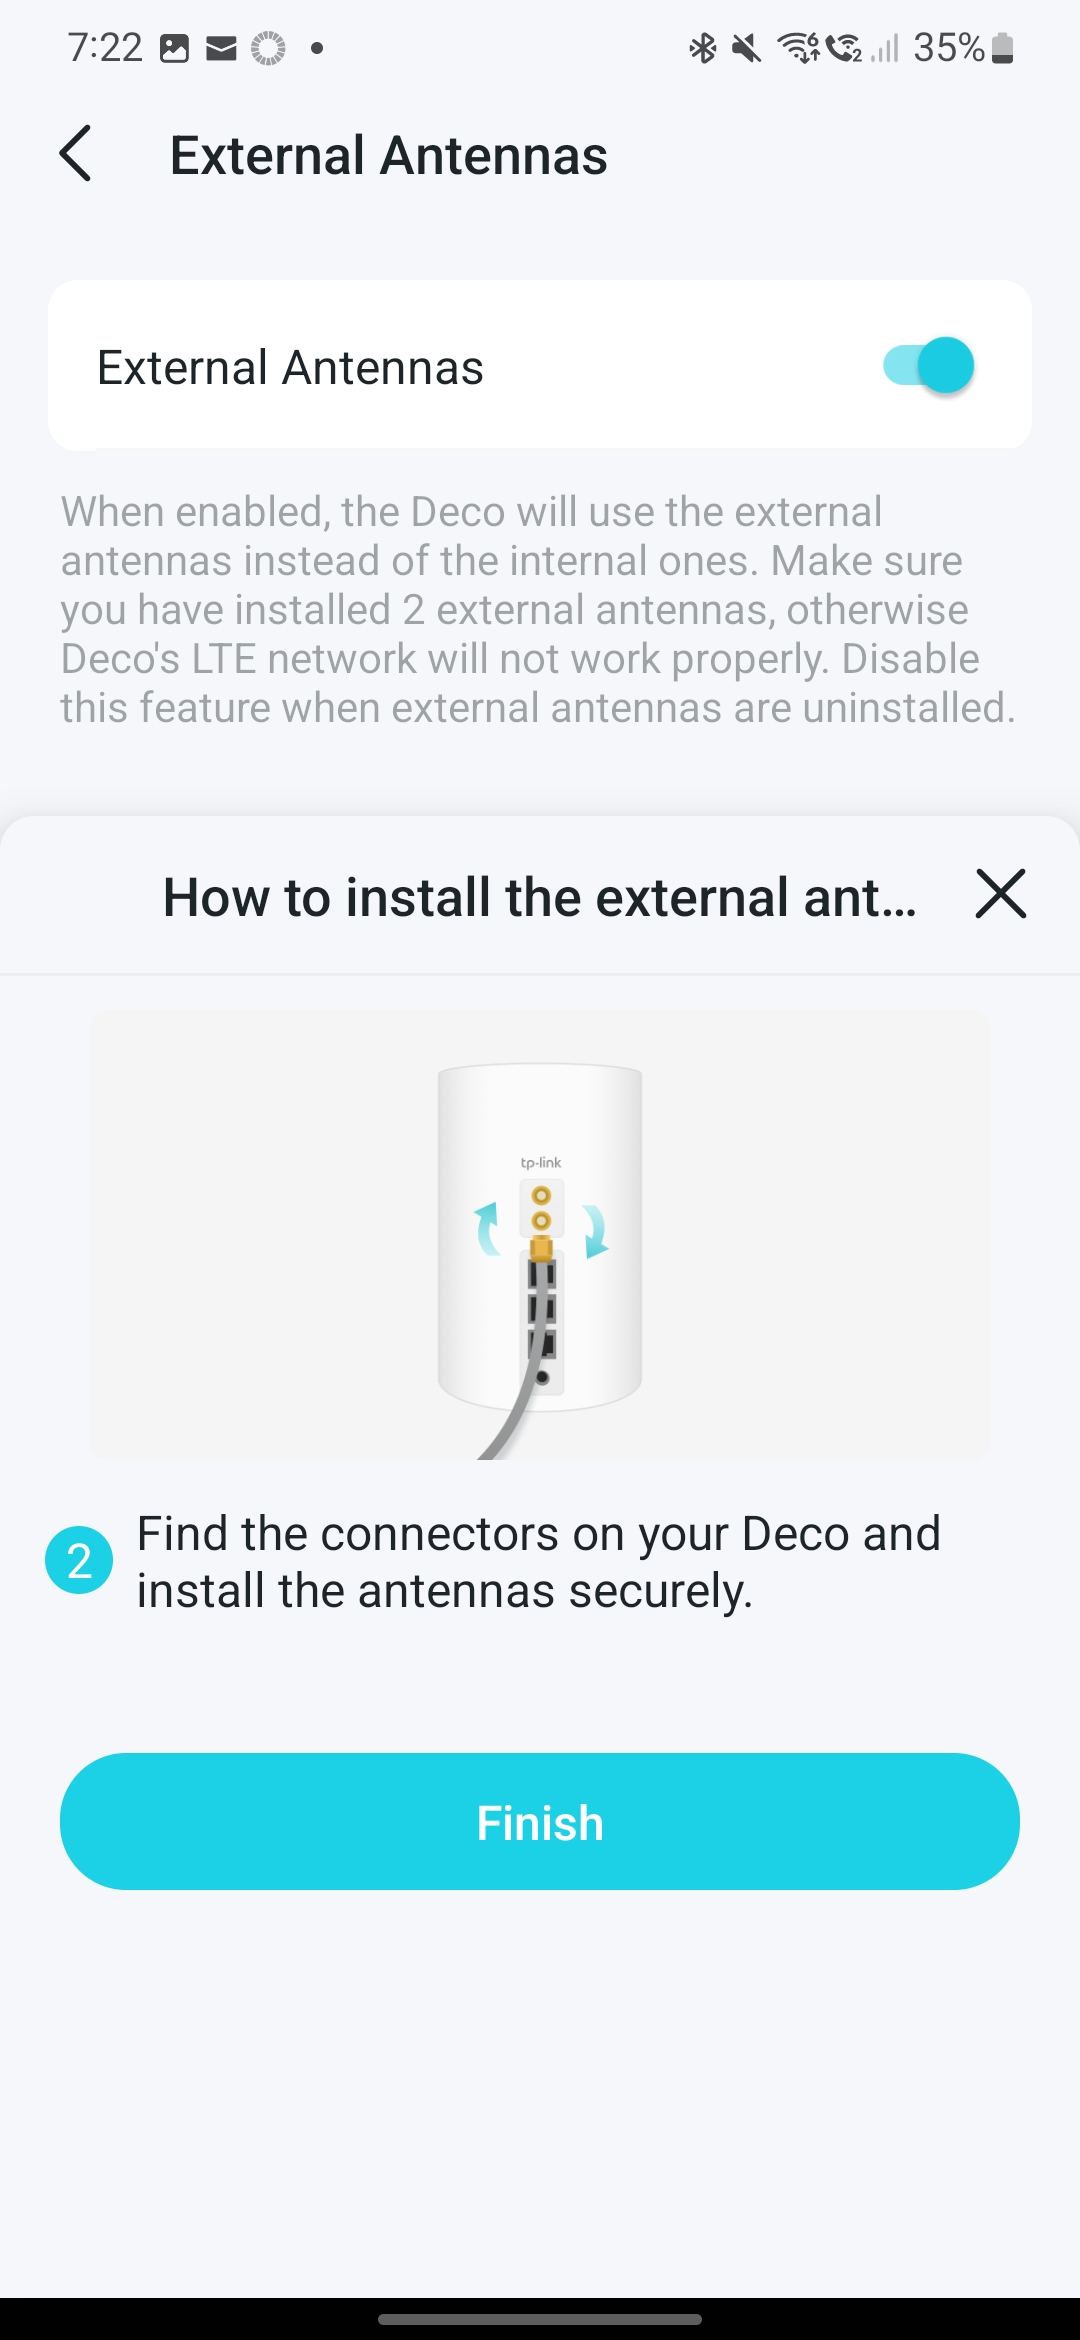 7:22
6
2
35%
External Antennas
External Antennas
When enabled, the Deco will use the external
antennas instead of the internal ones. Make sure
you have installed 2 external antennas, otherwise
Deco's LTE network will not work properly. Disable
this feature when external antennas are uninstalled.
How to install the external ant...
tp-link
2
Find the connectors on your Deco and
install the antennas securely.
Finish